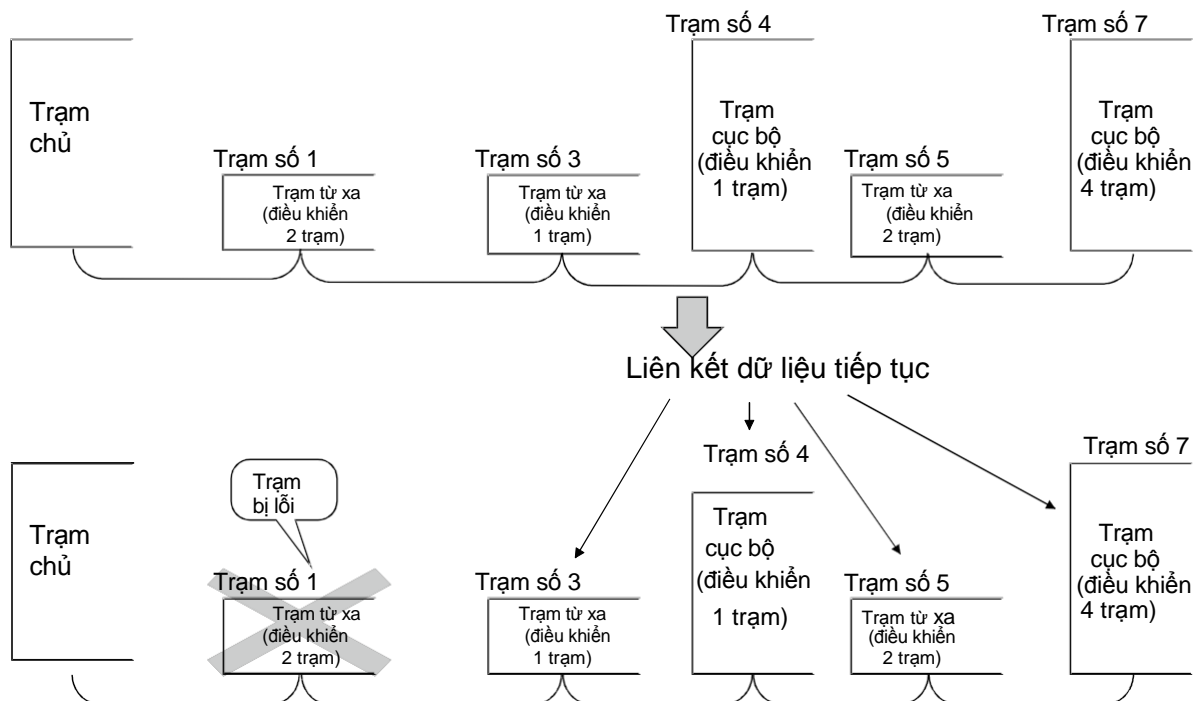 Trạm số 4
Trạm số 7
Trạm
chủ
Trạm số 1
Trạm từ xa
(điều khiển
2 trạm)
Trạm số 3
Trạm từ xa
(điều khiển
1 trạm)
Trạm
cục bộ
(điều khiển
1 trạm)
Trạm số 5
Trạm từ xa
(điều khiển
2 trạm)
Trạm
cục bộ
(điều khiển
4 trạm)
Liên kết dữ liệu tiếp tục
Trạm số 4
Trạm số 7
Trạm
chủ
Trạm
bị lỗi
Trạm số 1
Trạm từ xa
(điều khiển
2 trạm)
Trạm số 3
Trạm từ xa
(điều khiển
1 trạm)
Trạm
cục bộ
(điều khiển
1 trạm)
Trạm số 5
Trạm từ xa
(điều khiển
2 trạm)
Trạm
cục bộ
(điều khiển
4 trạm)